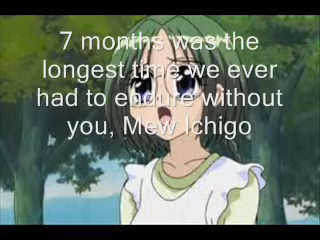 7 months was the
longest time we ever
had to endure without
you, Mew Ichigo